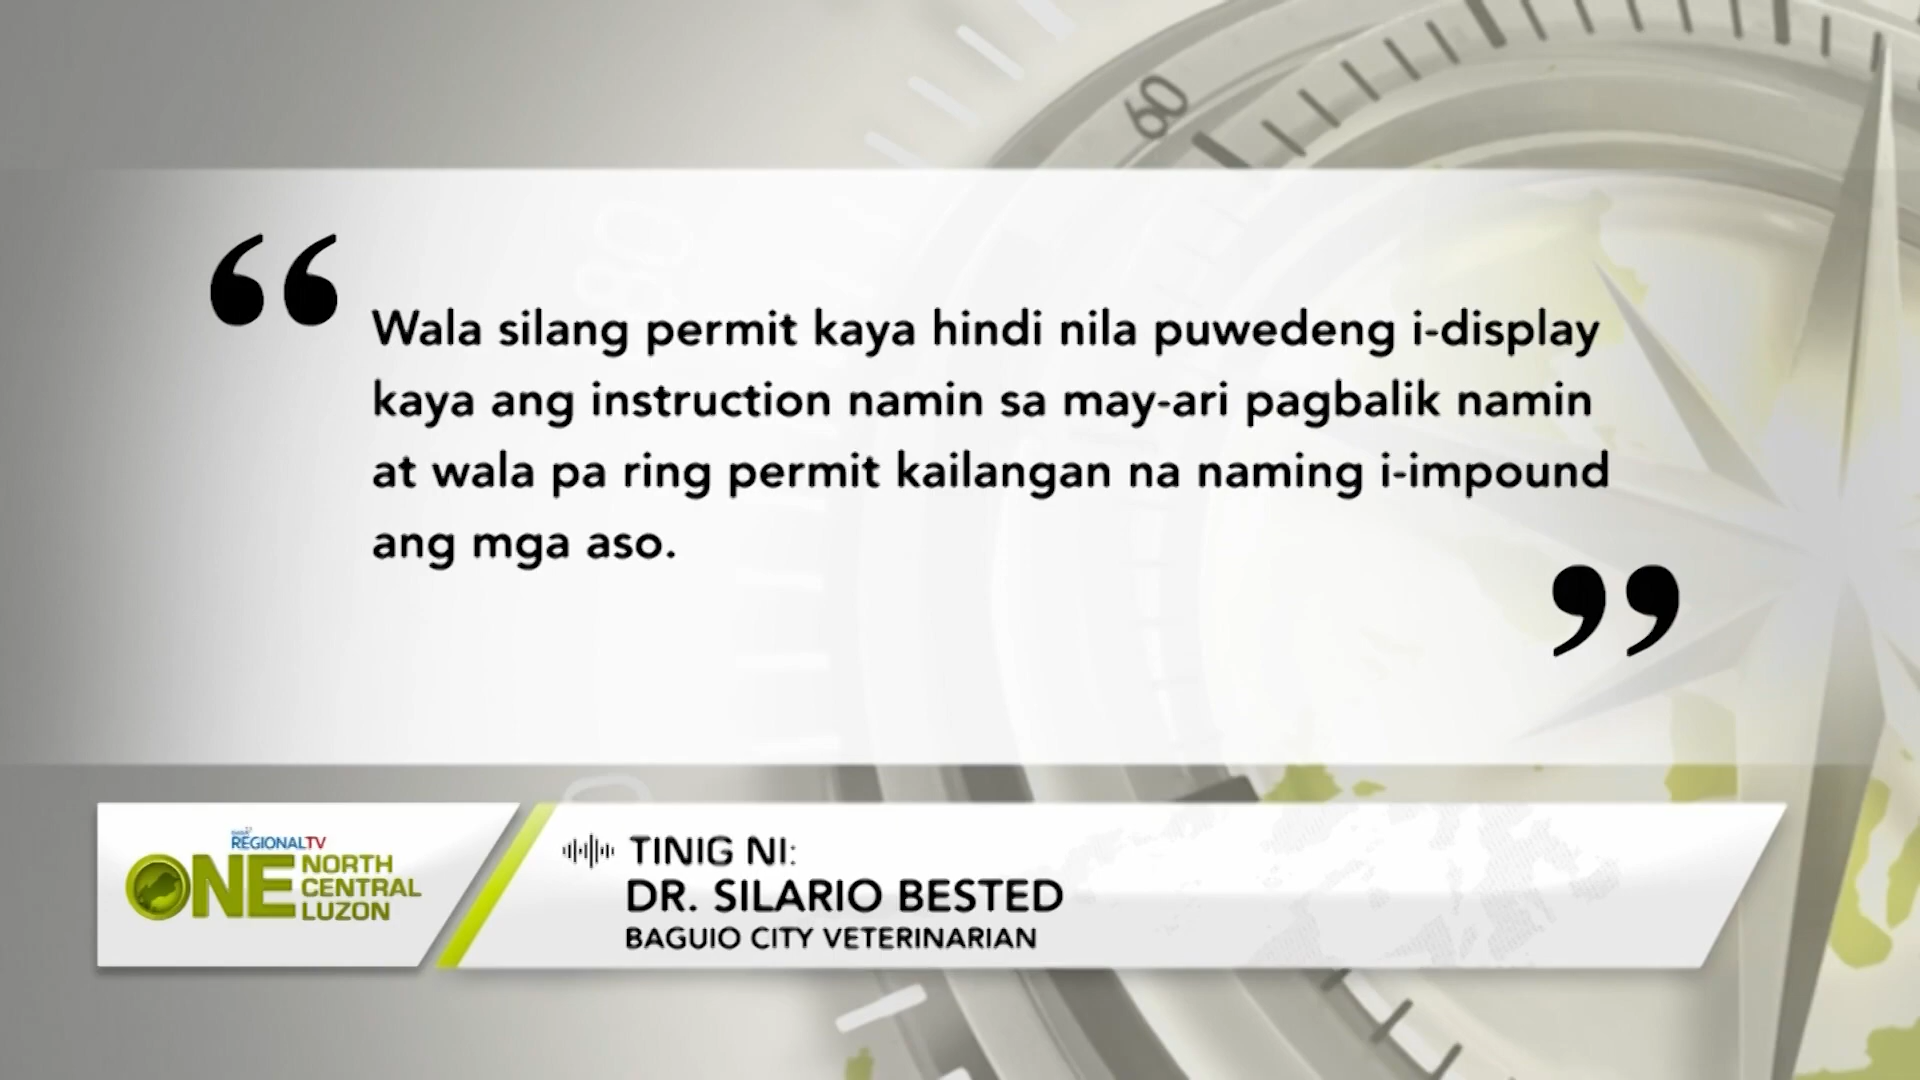 60
“ Wala silang permit kaya hindi nila puwedeng i-display
kaya ang instruction namin sa may-ari pagbalik namin
at wala pa ring permit kailangan na naming i-impound
ang mga aso. ”
GMA REGIONALTV
ONE NORTH CENTRAL LUZON
TINIG NI:
DR. SILARIO BESTED
BAGUIO CITY VETERINARIAN